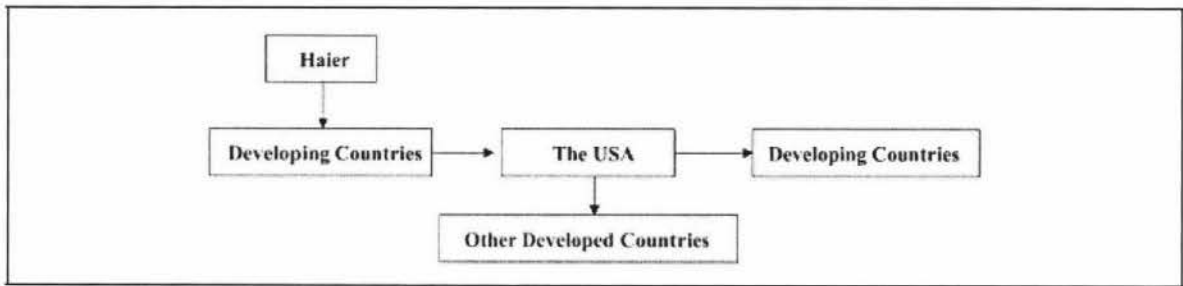 Haier
Developing Countries
The USA
Developing Countries
Other Developed Countries